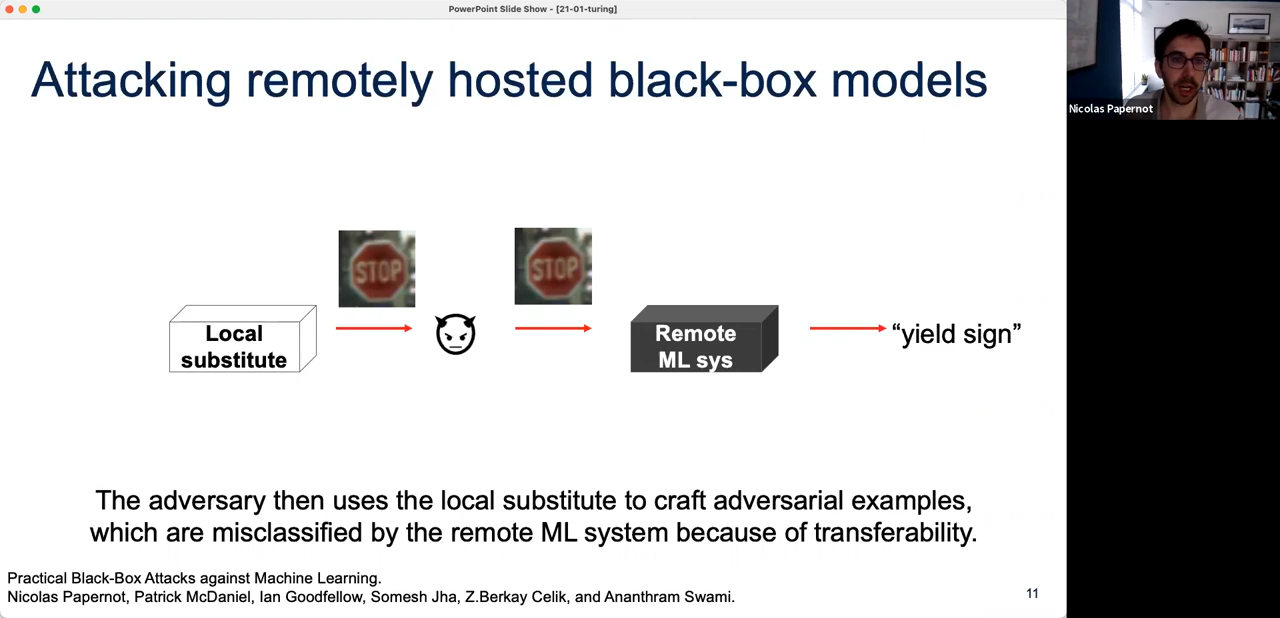 PowerPoint Slide Show - [21-01-turing]
Attacking remotely hosted black-box models
Nicolas Papernot
STOP
STOP
Local
substitute
Remote
ML sys
“yield sign”
The adversary then uses the local substitute to craft adversarial examples,
which are misclassified by the remote ML system because of transferability.
Practical Black-Box Attacks against Machine Learning.
Nicolas Papernot, Patrick McDaniel, Ian Goodfellow, Somesh Jha, Z.Berkay Celik, and Ananthram Swami.
11